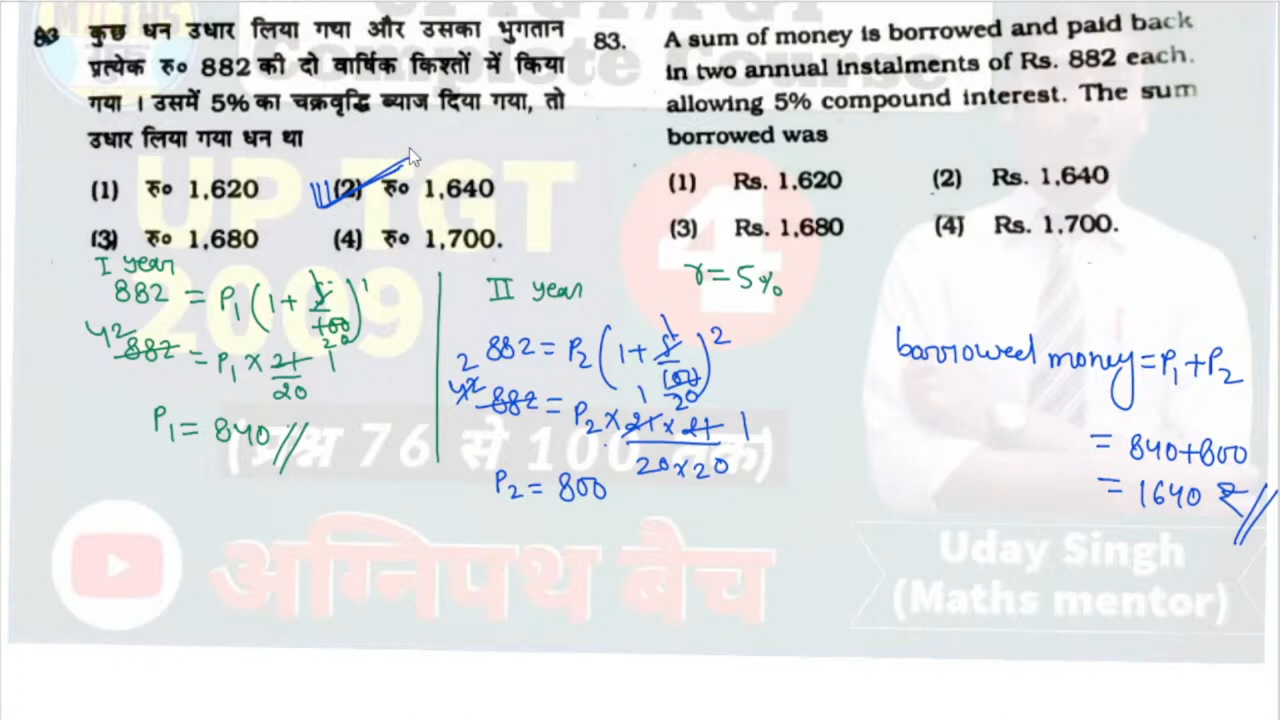 83 कुछ धन उधार लिया गया और उसका भुगतान
प्रत्येक रु० 882 की दो वार्षिक किश्तों में किया
गया । उसमें 5% का चक्रवृद्धि ब्याज दिया गया, तो
उधार लिया गया धन था
(1) रु० 1,620 (2) रु० 1,640
(3) रु० 1,680 (4) रु० 1,700.
83. A sum of money is borrowed and paid back
in two annual instalments of Rs. 882 each.
allowing 5% compound interest. The sum
borrowed was
(1) Rs. 1,620 (2) Rs. 1,640
(3) Rs. 1,680 (4) Rs. 1,700.
I year
882 = P₁(1 + 5/100)¹
882 = P₁ × 21/20
P₁ = 840
II year
882 = P₂(1 + 5/100)²
882 = P₂ × 21×21/20×20
P₂ = 800
r = 5%
borrowed money = P₁ + P₂
= 840+800
= 1640 ₹
Complete Course
UP TGT
2009
4
(प्रश्न 76 से 100 तक)
अग्निपथ बैच
Uday Singh
(Maths mentor)